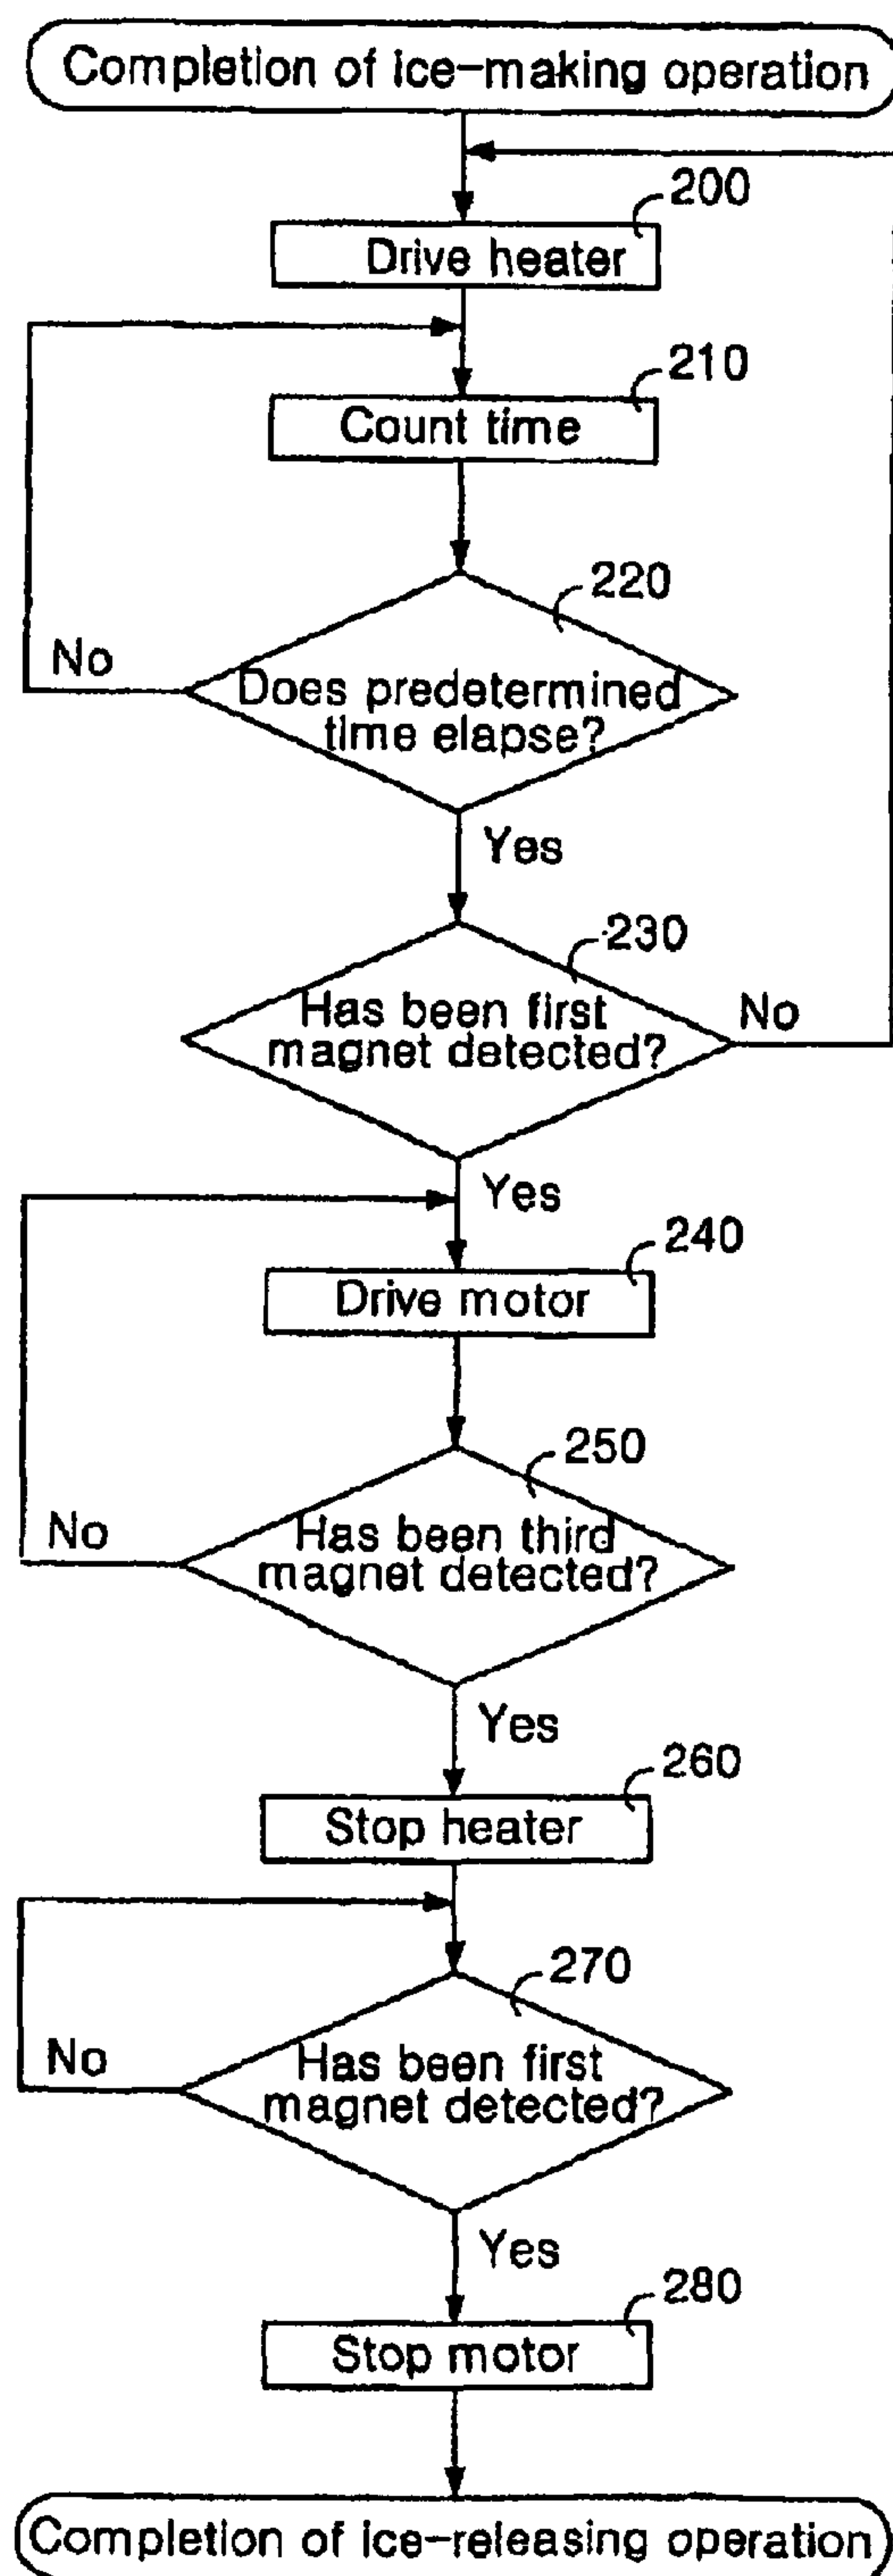 Completion of ice-making operation
200
Drive heater
210
Count time
220
No
Does predetermined
time elapse?
Yes
230
Has been first
magnet detected?
No
Yes
240
Drive motor
250
No
Has been third
magnet detected?
Yes
260
Stop heater
270
No
Has been first
magnet detected?
Yes
280
Stop motor
Completion of ice-releasing operation